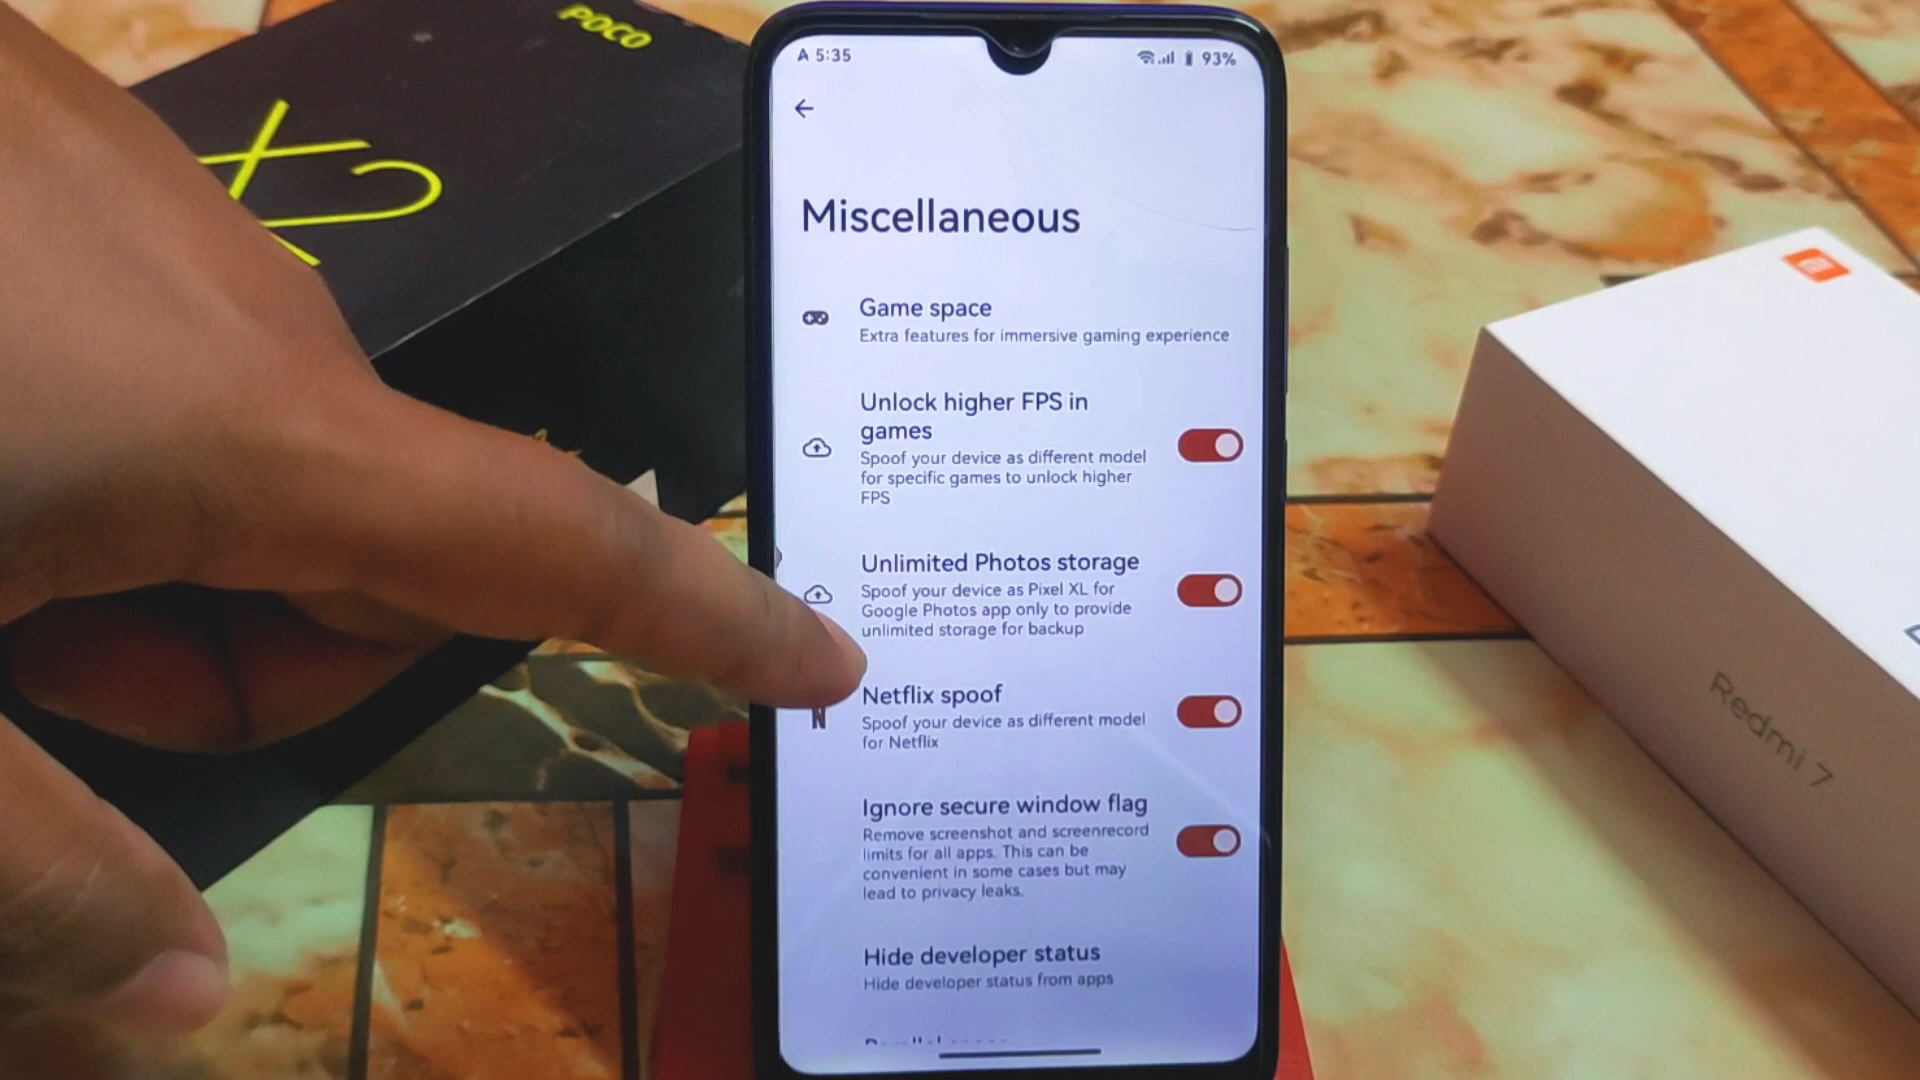 POCO
X2
A 5:35
93%
Miscellaneous
Game space
Extra features for immersive gaming experience
Unlock higher FPS in
games
Spoof your device as different model
for specific games to unlock higher
FPS
Unlimited Photos storage
Spoof your device as Pixel XL for
Google Photos app only to provide
unlimited storage for backup
Netflix spoof
N
Spoof your device as different model
for Netflix
Ignore secure window flag
Remove screenshot and screenrecord
limits for all apps. This can be
convenient in some cases but may
lead to privacy leaks.
Hide developer status
Hide developer status from apps
Redmi 7